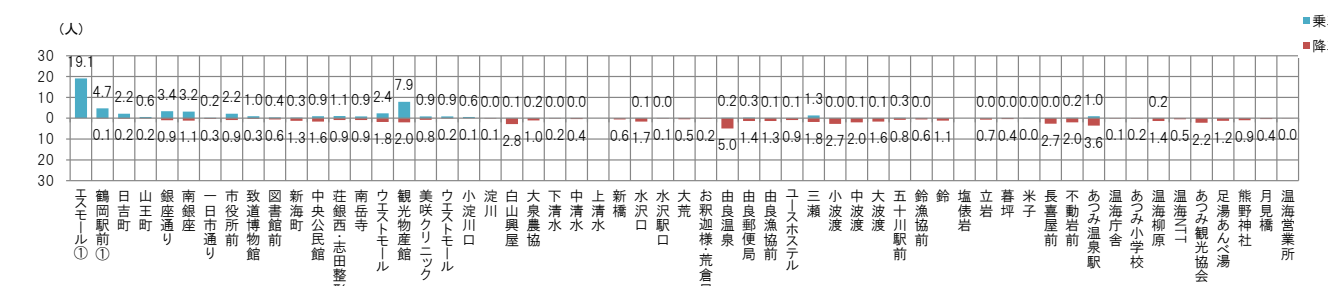 (人)
乗
降
30
20
10
0
10
20
30
19.1 4.7 2.2 0.6 3.4 3.2 0.2 2.2 1.0 0.4 0.3 0.9 1.1 0.9 2.4 7.9 0.9 0.9 0.6 0.0 0.1 0.2 0.0 0.0 0.1 0.0 0.2 0.3 0.1 0.1 1.3 0.0 0.1 0.1 0.3 0.0 0.0 0.0 0.0 0.0 0.2 1.0 0.2
0.1 0.2 0.2 0.9 1.1 0.3 0.9 0.3 0.6 1.3 1.6 0.9 0.9 1.8 2.0 0.8 0.2 0.1 0.1 2.8 1.0 0.2 0.4 0.6 1.7 0.1 0.5 0.2 5.0 1.4 1.3 0.9 1.8 2.7 2.0 1.6 0.8 0.6 1.1 0.7 0.4 0.0 2.7 2.0 3.6 0.1 0.2 1.4 0.5 2.2 1.2 0.9 0.4 0.0
エスモール①
鶴岡駅前①
日吉町
山王町
銀座通り
南銀座
一日市通り
市役所前
致道博物館
図書館前
新海町
中央公民館
荘銀西・志田整形
南岳寺
ウエストモール
観光物産館
美咲クリニック
ウエストモール
小淀川口
淀川
白山興屋
大泉農協
下清水
中清水
上清水
新橋
水沢口
水沢駅口
大荒
お釈迦様・荒倉
由良温泉
由良郵便局
由良漁協前
ユースホステル
三瀬
小波渡
中波渡
大波渡
五十川駅前
鈴漁協前
鈴
塩俵岩
立岩
暮坪
米子
長喜屋前
不動岩前
あつみ温泉駅
温海庁舎
あつみ小学校
温海柳原
温海NTT
あつみ観光協会
足湯あんべ湯
熊野神社
月見橋
温海営業所